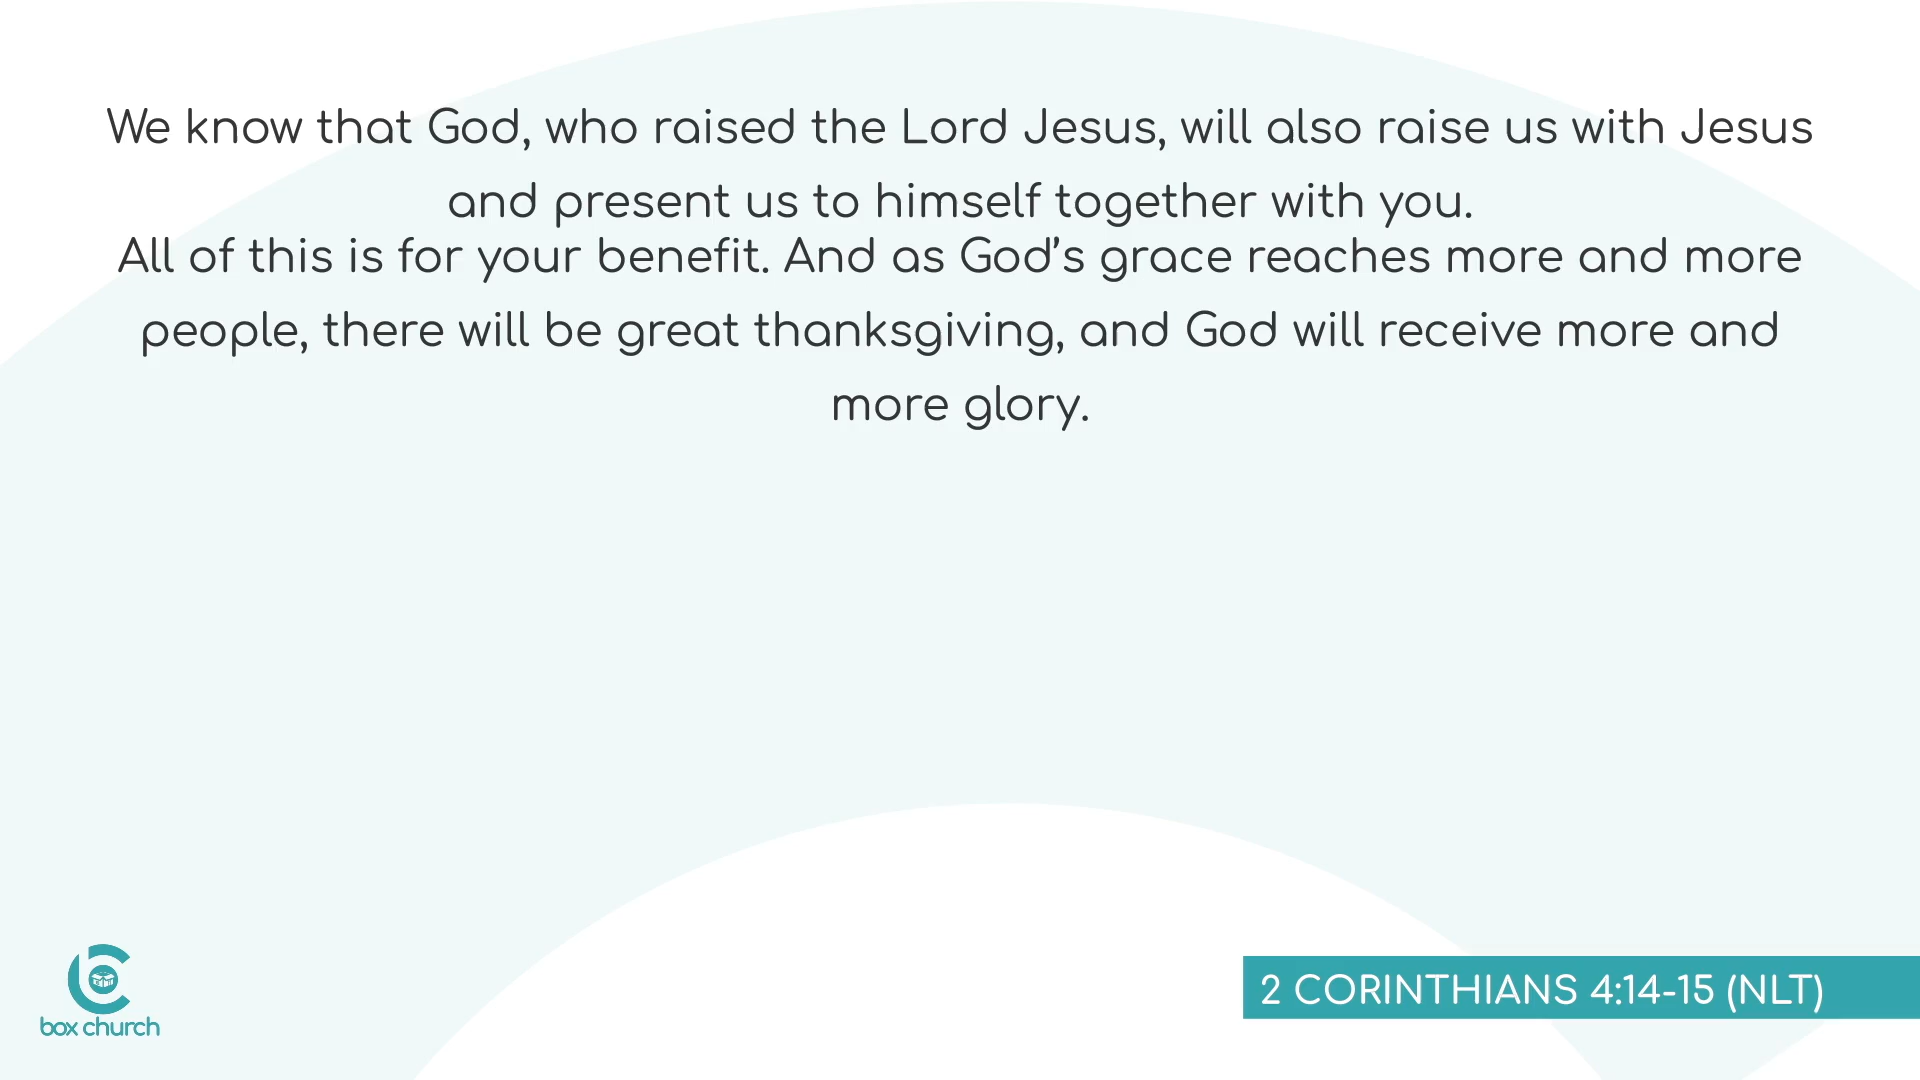 We know that God, who raised the Lord Jesus, will also raise us with Jesus
and present us to himself together with you.
All of this is for your benefit. And as God’s grace reaches more and more
people, there will be great thanksgiving, and God will receive more and
more glory.
box church
2 CORINTHIANS 4:14-15 (NLT)